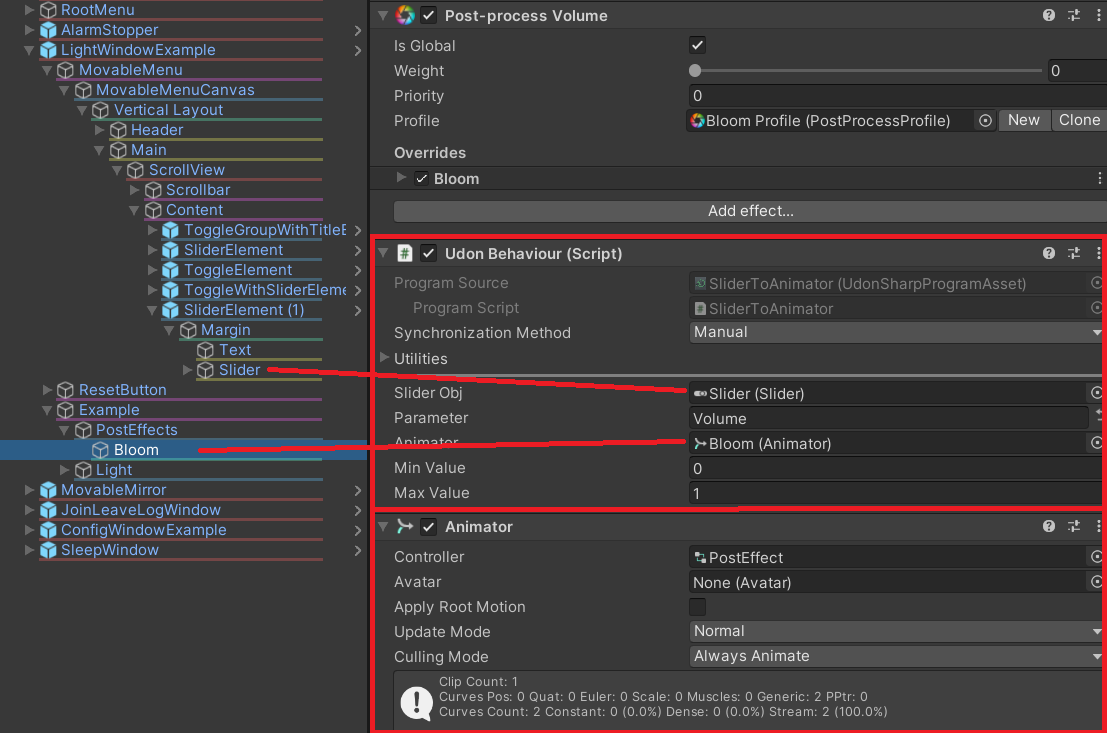 RootMenu
AlarmStopper
LightWindowExample
MovableMenu
MovableMenuCanvas
Vertical Layout
Header
Main
ScrollView
Scrollbar
Content
ToggleGroupWithTitleE
SliderElement
ToggleElement
ToggleWithSliderEleme
SliderElement (1)
Margin
Text
Slider
ResetButton
Example
PostEffects
Bloom
Light
MovableMirror
JoinLeaveLogWindow
ConfigWindowExample
SleepWindow
Post-process Volume
Is Global
Weight 0
Priority 0
Profile Bloom Profile (PostProcessProfile) New Clone
Overrides
Bloom
Add effect...
# Udon Behaviour (Script)
Program Source SliderToAnimator (UdonSharpProgramAsset)
Program Script # SliderToAnimator
Synchronization Method Manual
Utilities
Slider Obj Slider (Slider)
Parameter Volume
Animator Bloom (Animator)
Min Value 0
Max Value 1
Animator
Controller PostEffect
Avatar None (Avatar)
Apply Root Motion
Update Mode Normal
Culling Mode Always Animate
Clip Count: 1
Curves Pos: 0 Quat: 0 Euler: 0 Scale: 0 Muscles: 0 Generic: 2 PPtr: 0
Curves Count: 2 Constant: 0 (0.0%) Dense: 0 (0.0%) Stream: 2 (100.0%)